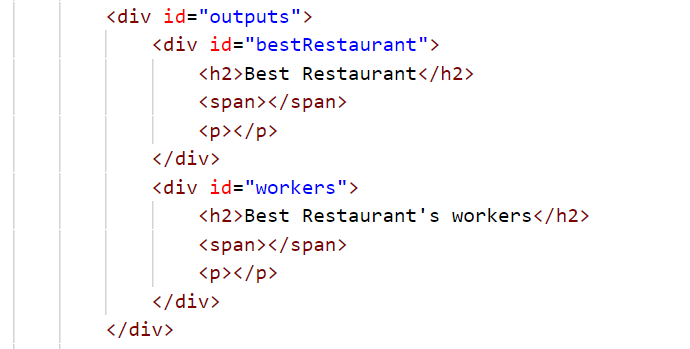 <div id="outputs">
<div id="bestRestaurant">
<h2>Best Restaurant</h2>
<span></span>
<p></p>
</div>
<div id="workers">
<h2>Best Restaurant's workers</h2>
<span></span>
<p></p>
</div>
</div>